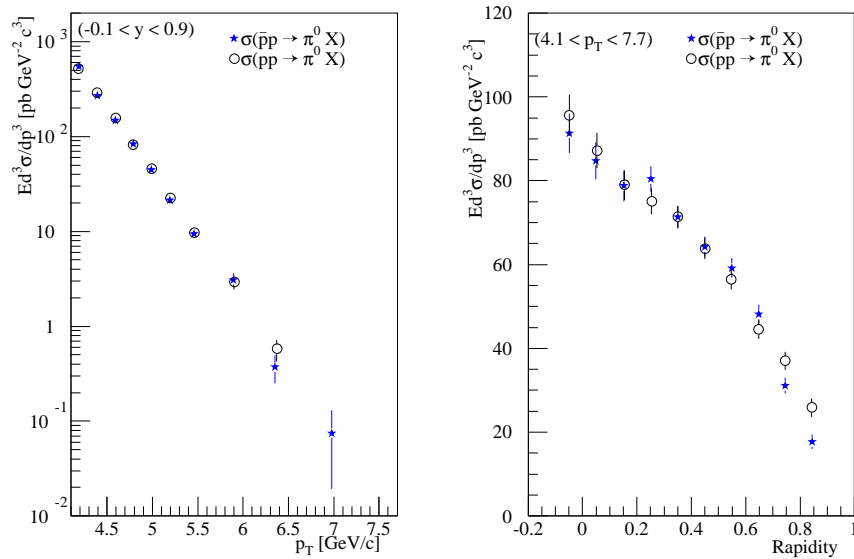 (-0.1 < y < 0.9)
σ(p̄p → π⁰ X)
σ(pp → π⁰ X)
Ed³σ/dp³ [pb GeV⁻² c³]
10³
10²
10
1
10⁻¹
10⁻²
4.5 5 5.5 6 6.5 7 7.5
p_T [GeV/c]
(4.1 < p_T < 7.7)
σ(p̄p → π⁰ X)
σ(pp → π⁰ X)
Ed³σ/dp³ [pb GeV⁻² c³]
120
100
80
60
40
20
0
-0.2 0 0.2 0.4 0.6 0.8 1
Rapidity